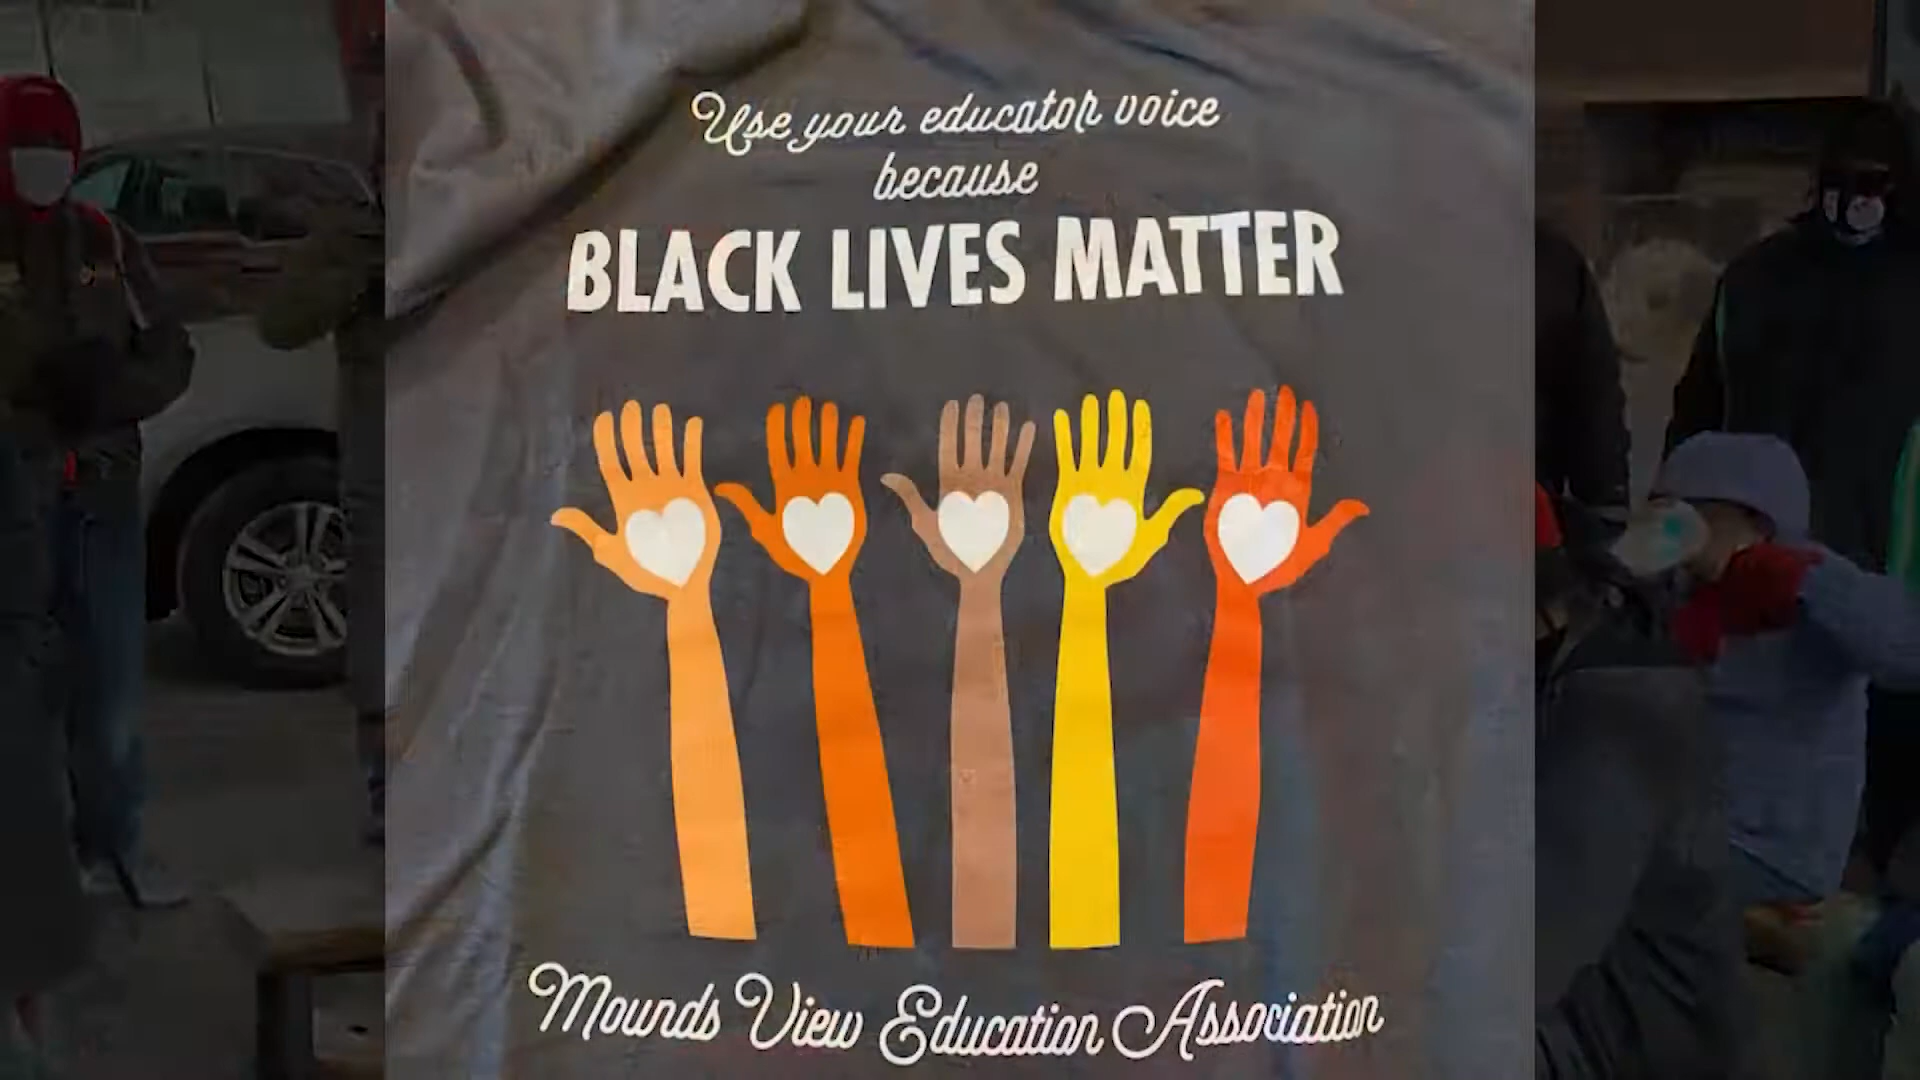 Use your educator voice
because
BLACK LIVES MATTER
Mounds View Education Association